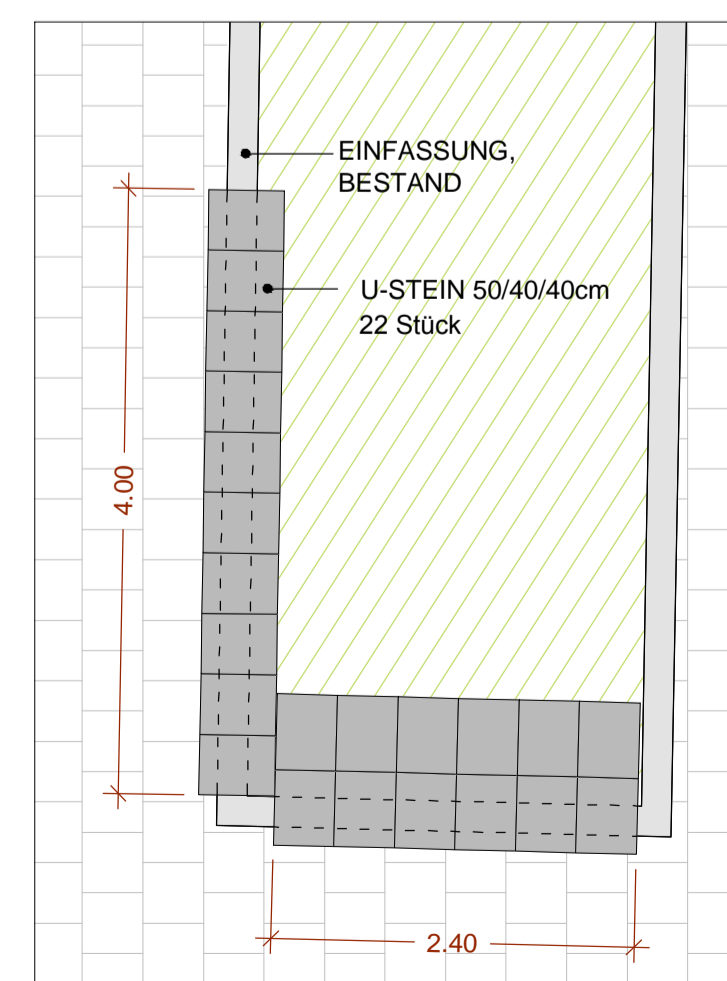 EINFASSUNG,
BESTAND
U-STEIN 50/40/40cm
22 Stück
4.00
2.40